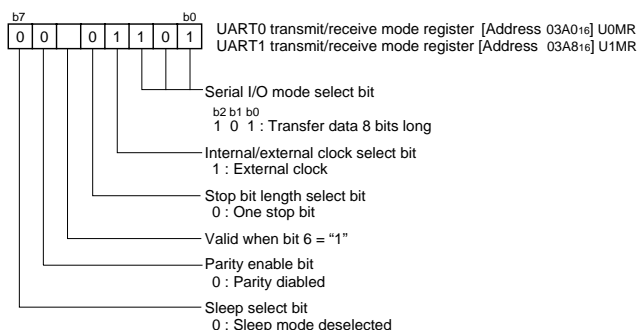 b7 b0
0 0 0 1 1 0 1
UART0 transmit/receive mode register [Address 03A016] U0MR
UART1 transmit/receive mode register [Address 03A816] U1MR
Serial I/O mode select bit
b2 b1 b0
1 0 1 : Transfer data 8 bits long
Internal/external clock select bit
1 : External clock
Stop bit length select bit
0 : One stop bit
Valid when bit 6 = “1”
Parity enable bit
0 : Parity diabled
Sleep select bit
0 : Sleep mode deselected